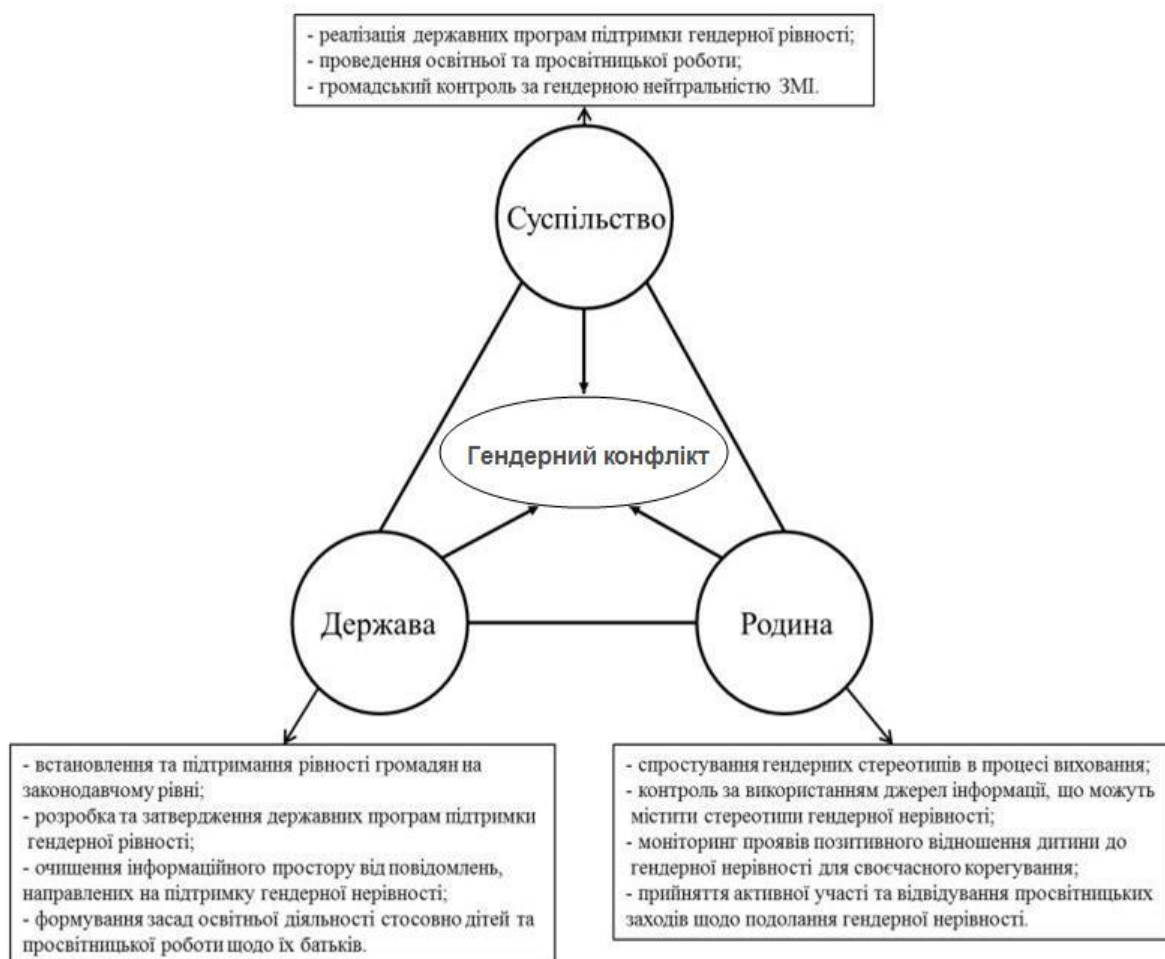 - реалізація державних програм підтримки гендерної рівності;
- проведення освітньої та просвітницької роботи;
- громадський контроль за гендерною нейтральністю ЗМІ.
Суспільство
Гендерний конфлікт
Держава
Родина
- встановлення та підтримання рівності громадян на
законодавчому рівні;
- розробка та затвердження державних програм підтримки
гендерної рівності;
- очищення інформаційного простору від повідомлень,
направлених на підтримку гендерної нерівності;
- формування засад освітньої діяльності стосовно дітей та
просвітницької роботи щодо їх батьків.
- спростування гендерних стереотипів в процесі виховання;
- контроль за використанням джерел інформації, що можуть
містити стереотипи гендерної нерівності;
- моніторинг проявів позитивного відношення дитини до
гендерної нерівності для своєчасного корегування;
- прийняття активної участі та відвідування просвітницьких
заходів щодо подолання гендерної нерівності.